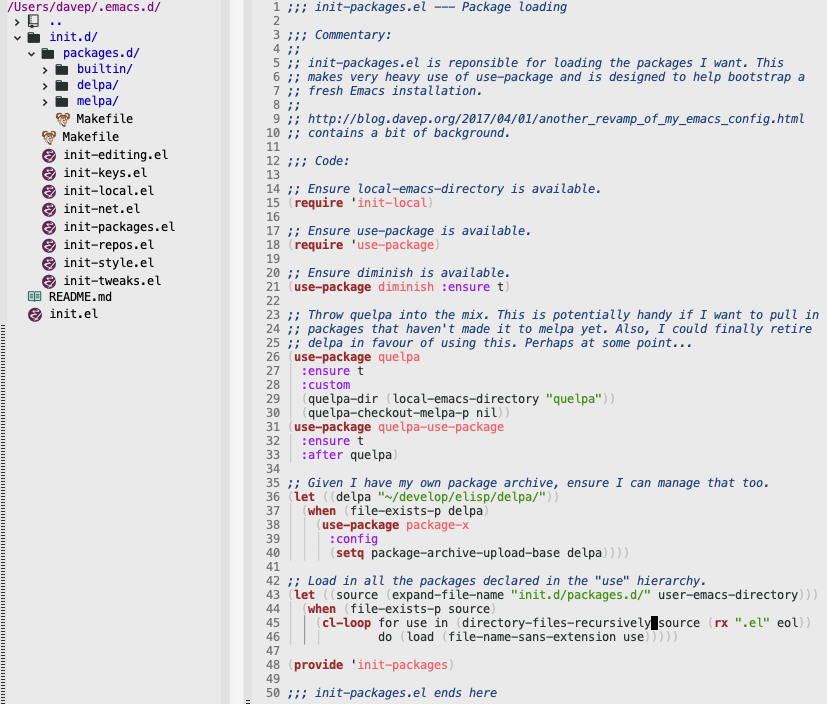 /Users/davep/.emacs.d/
..
init.d/
packages.d/
builtin/
delpa/
melpa/
Makefile
Makefile
init-editing.el
init-keys.el
init-local.el
init-net.el
init-packages.el
init-repos.el
init-style.el
init-tweaks.el
README.md
init.el
1 ;;; init-packages.el --- Package loading
2
3 ;;; Commentary:
4 ;;
5 ;; init-packages.el is reponsible for loading the packages I want. This
6 ;; makes very heavy use of use-package and is designed to help bootstrap a
7 ;; fresh Emacs installation.
8 ;;
9 ;; http://blog.davep.org/2017/04/01/another_revamp_of_my_emacs_config.html
10 ;; contains a bit of background.
11
12 ;;; Code:
13
14 ;; Ensure local-emacs-directory is available.
15 (require 'init-local)
16
17 ;; Ensure use-package is available.
18 (require 'use-package)
19
20 ;; Ensure diminish is available.
21 (use-package diminish :ensure t)
22
23 ;; Throw quelpa into the mix. This is potentially handy if I want to pull in
24 ;; packages that haven't made it to melpa yet. Also, I could finally retire
25 ;; delpa in favour of using this. Perhaps at some point...
26 (use-package quelpa
27   :ensure t
28   :custom
29   (quelpa-dir (local-emacs-directory "quelpa"))
30   (quelpa-checkout-melpa-p nil))
31 (use-package quelpa-use-package
32   :ensure t
33   :after quelpa)
34
35 ;; Given I have my own package archive, ensure I can manage that too.
36 (let ((delpa "~/develop/elisp/delpa/"))
37   (when (file-exists-p delpa)
38     (use-package package-x
39       :config
40       (setq package-archive-upload-base delpa))))
41
42 ;; Load in all the packages declared in the "use" hierarchy.
43 (let ((source (expand-file-name "init.d/packages.d/" user-emacs-directory)))
44   (when (file-exists-p source)
45     (cl-loop for use in (directory-files-recursively source (rx ".el" eol))
46              do (load (file-name-sans-extension use)))))
47
48 (provide 'init-packages)
49
50 ;;; init-packages.el ends here